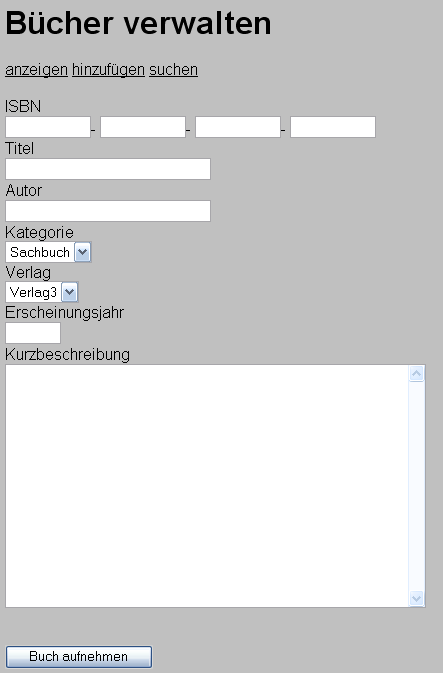 Bücher verwalten
anzeigen hinzufügen suchen
ISBN
- - -
Titel
Autor
Kategorie
Sachbuch
Verlag
Verlag3
Erscheinungsjahr
Kurzbeschreibung
Buch aufnehmen